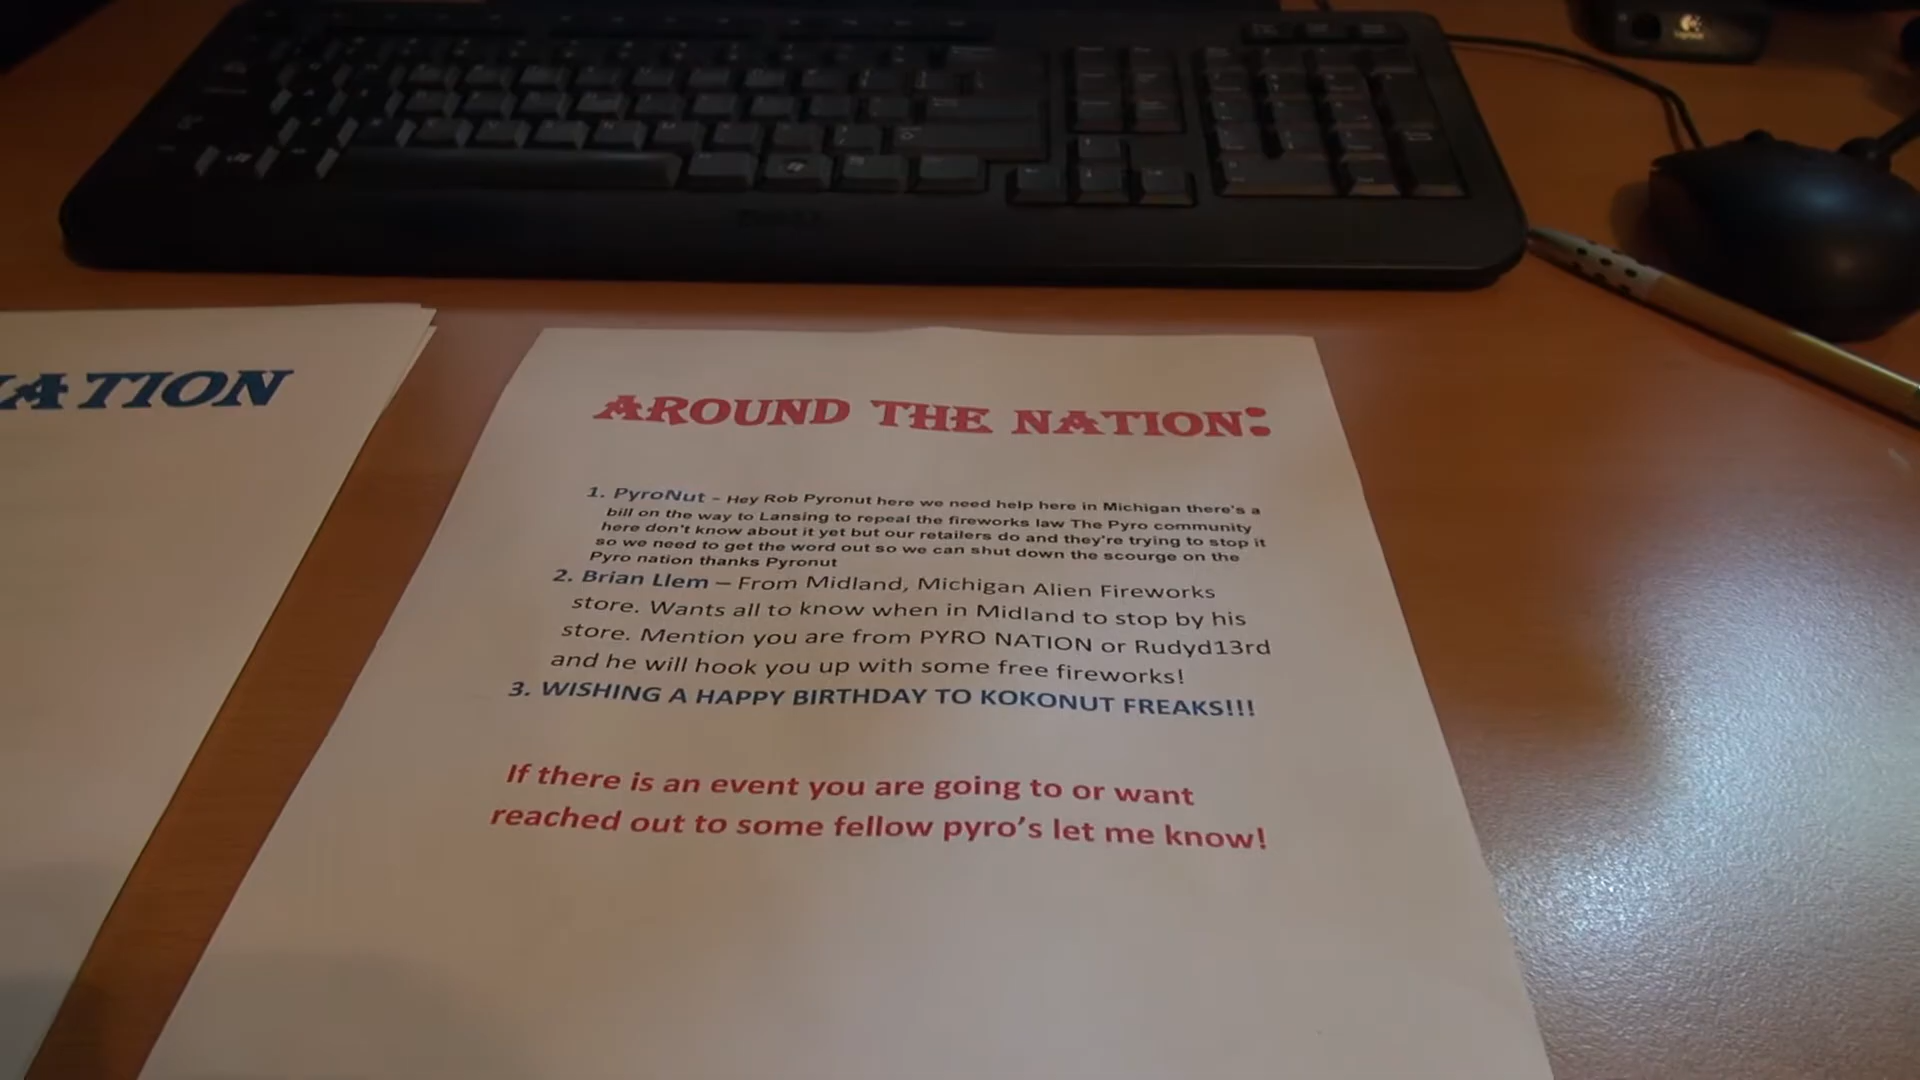 NATION
AROUND THE NATION:
1. PyroNut - Hey Rob Pyronut here we need help here in Michigan there's a
bill on the way to Lansing to repeal the fireworks law The Pyro community
here don't know about it yet but our retailers do and they're trying to stop it
so we need to get the word out so we can shut down the scourge on the
Pyro nation thanks Pyronut
2. Brian Llem – From Midland, Michigan Alien Fireworks
store. Wants all to know when in Midland to stop by his
store. Mention you are from PYRO NATION or Rudyd13rd
and he will hook you up with some free fireworks!
3. WISHING A HAPPY BIRTHDAY TO KOKONUT FREAKS!!!
If there is an event you are going to or want
reached out to some fellow pyro's let me know!